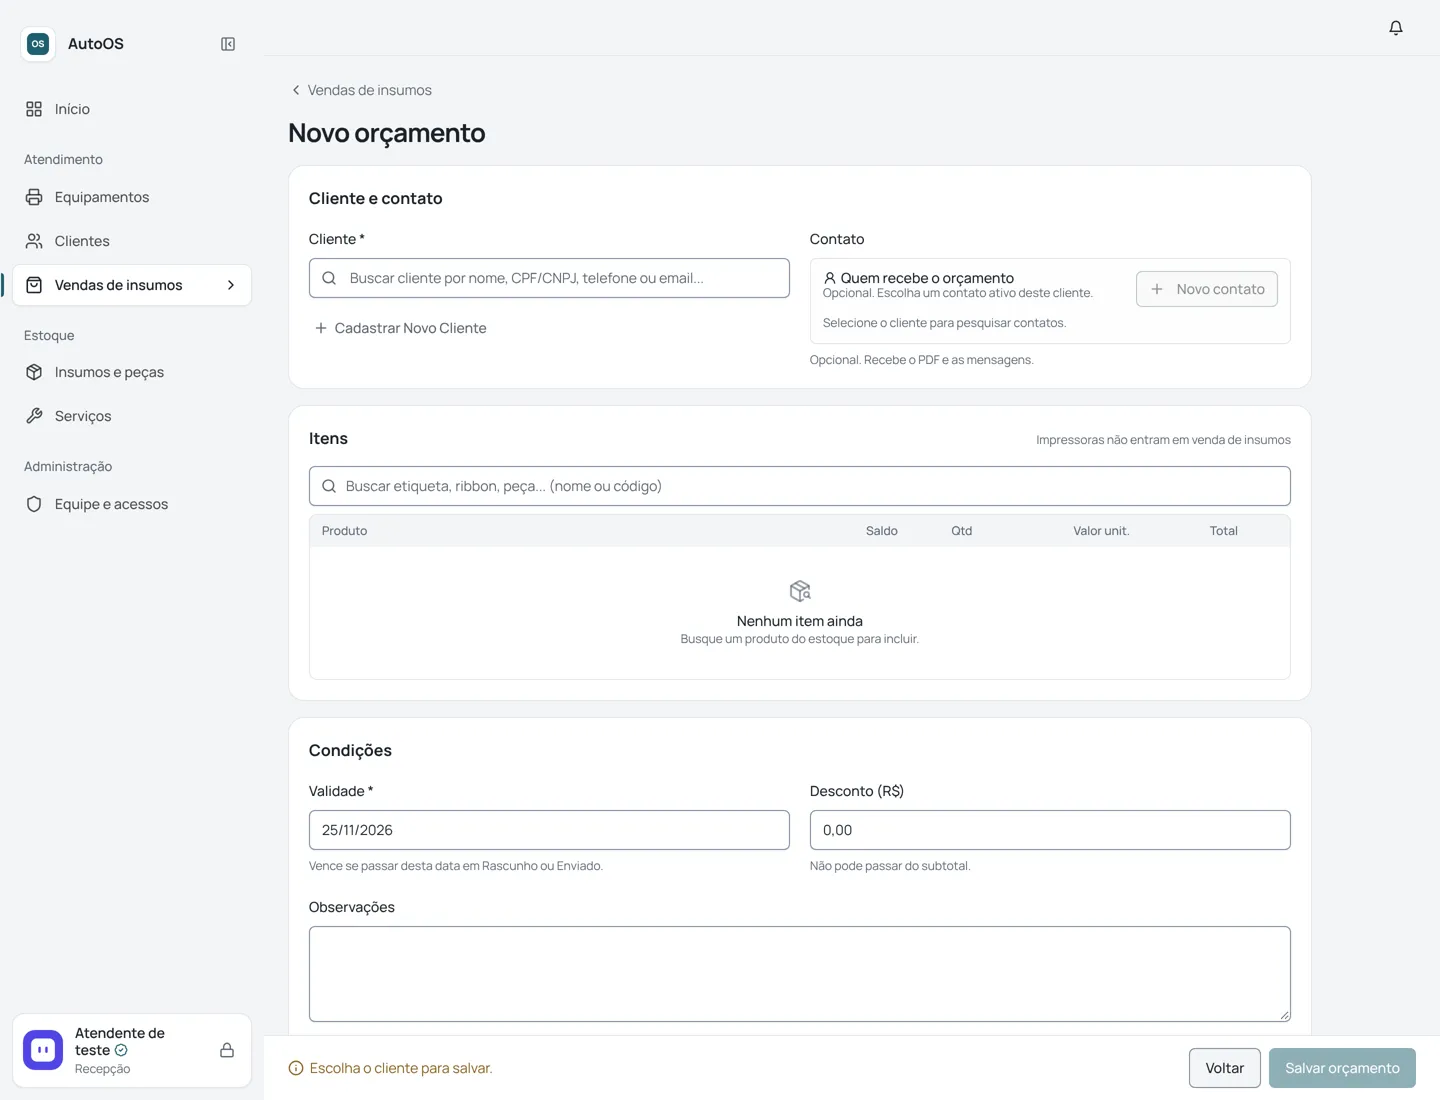 OS
AutoOS
Início
Atendimento
Equipamentos
Clientes
Vendas de insumos
Estoque
Insumos e peças
Serviços
Administração
Equipe e acessos
Atendente de
teste
Recepção
Vendas de insumos
Novo orçamento
Cliente e contato
Cliente *
Buscar cliente por nome, CPF/CNPJ, telefone ou email...
Cadastrar Novo Cliente
Contato
Quem recebe o orçamento
Opcional. Escolha um contato ativo deste cliente.
Novo contato
Selecione o cliente para pesquisar contatos.
Opcional. Recebe o PDF e as mensagens.
Itens
Impressoras não entram em venda de insumos
Buscar etiqueta, ribbon, peça... (nome ou código)
Produto Saldo Qtd Valor unit. Total
Nenhum item ainda
Busque um produto do estoque para incluir.
Condições
Validade *
25/11/2026
Vence se passar desta data em Rascunho ou Enviado.
Desconto (R$)
0,00
Não pode passar do subtotal.
Observações
Escolha o cliente para salvar.
Voltar
Salvar orçamento